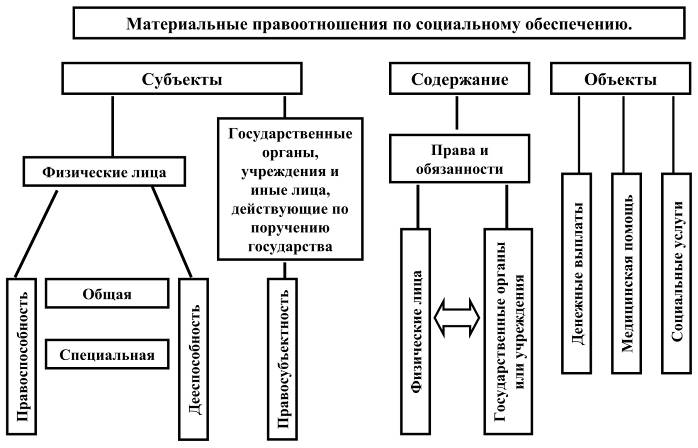 Материальные правоотношения по социальному обеспечению.
Субъекты
Содержание
Объекты
Физические лица
Государственные
органы,
учреждения и
иные лица,
действующие по
поручению
государства
Права и
обязанности
Правоспособность
Общая
Специальная
Дееспособность
Правосубъектность
Физические лица
Государственные органы
или учреждения
Денежные выплаты
Медицинская помощь
Социальные услуги